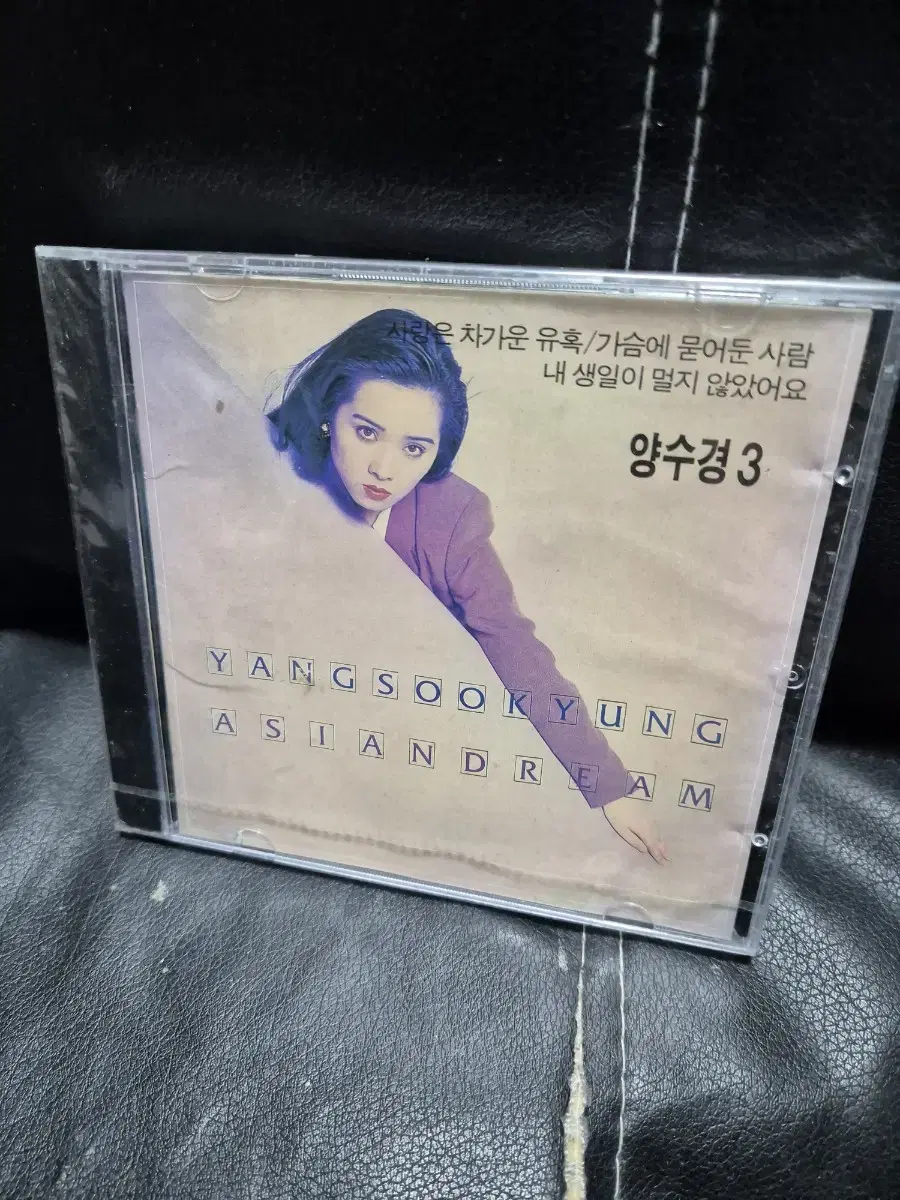 사랑은 차가운 유혹/가슴에 묻어둔 사람
내 생일이 멀지 않았어요
양수경 3
YANGSOOKYUNG
ASIANDREAM